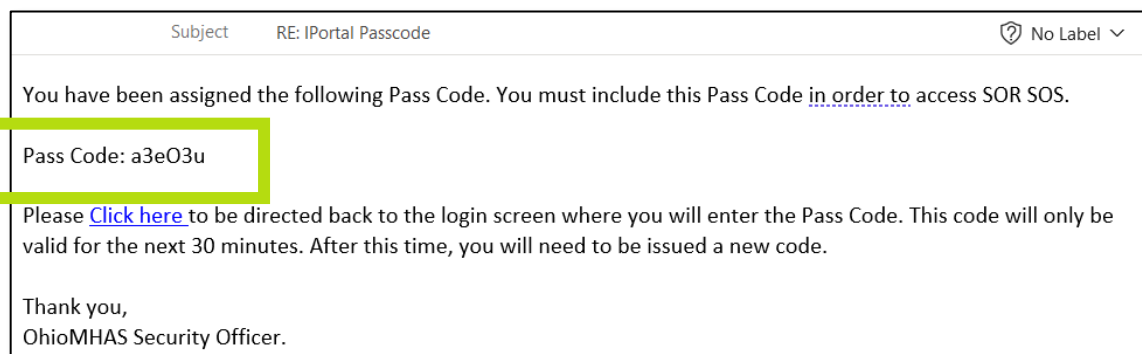 Subject RE: IPortal Passcode No Label
You have been assigned the following Pass Code. You must include this Pass Code in order to access SOR SOS.
Pass Code: a3eO3u
Please Click here to be directed back to the login screen where you will enter the Pass Code. This code will only be
valid for the next 30 minutes. After this time, you will need to be issued a new code.
Thank you,
OhioMHAS Security Officer.